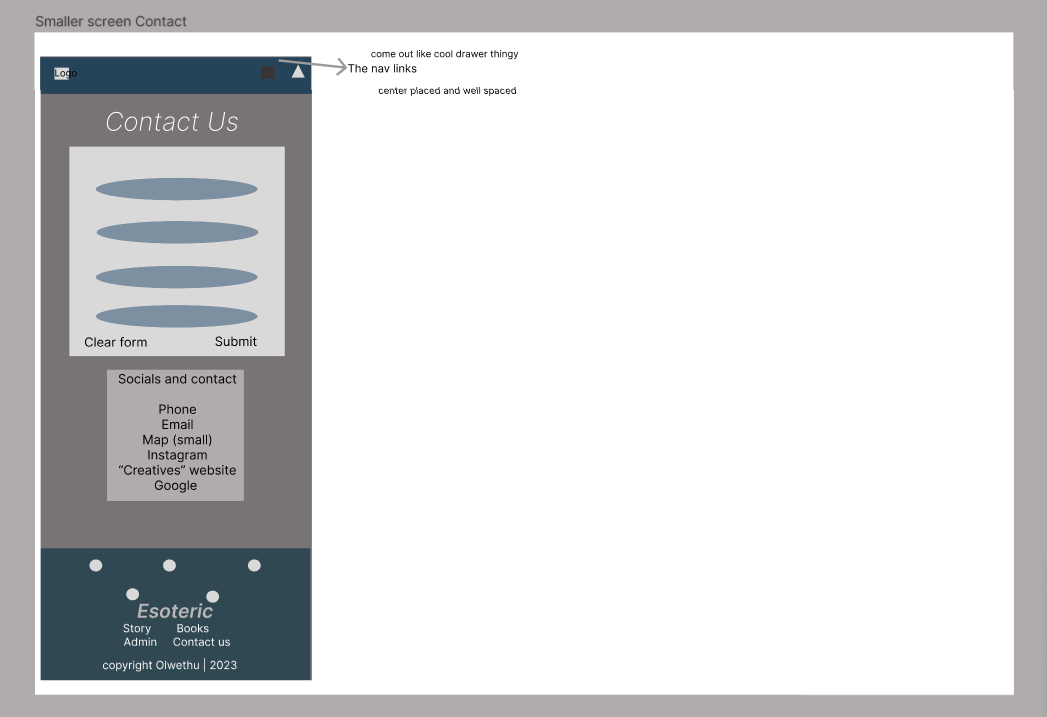 Smaller screen Contact
come out like cool drawer thingy
The nav links
center placed and well spaced
Logo
Contact Us
Clear form Submit
Socials and contact
Phone
Email
Map (small)
Instagram
“Creatives” website
Google
Esoteric
Story Books
Admin Contact us
copyright Olwethu | 2023